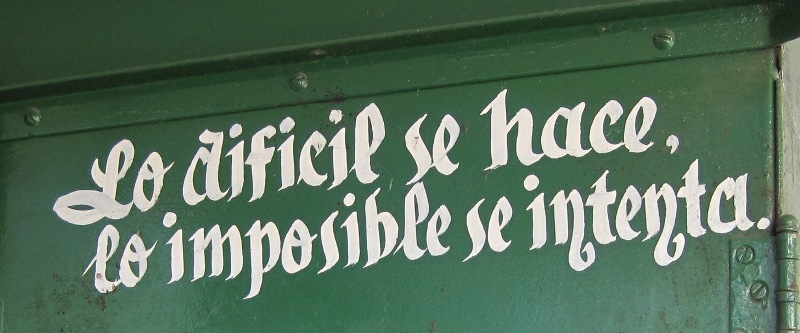 Lo dificil se hace,
lo imposible se intenta.